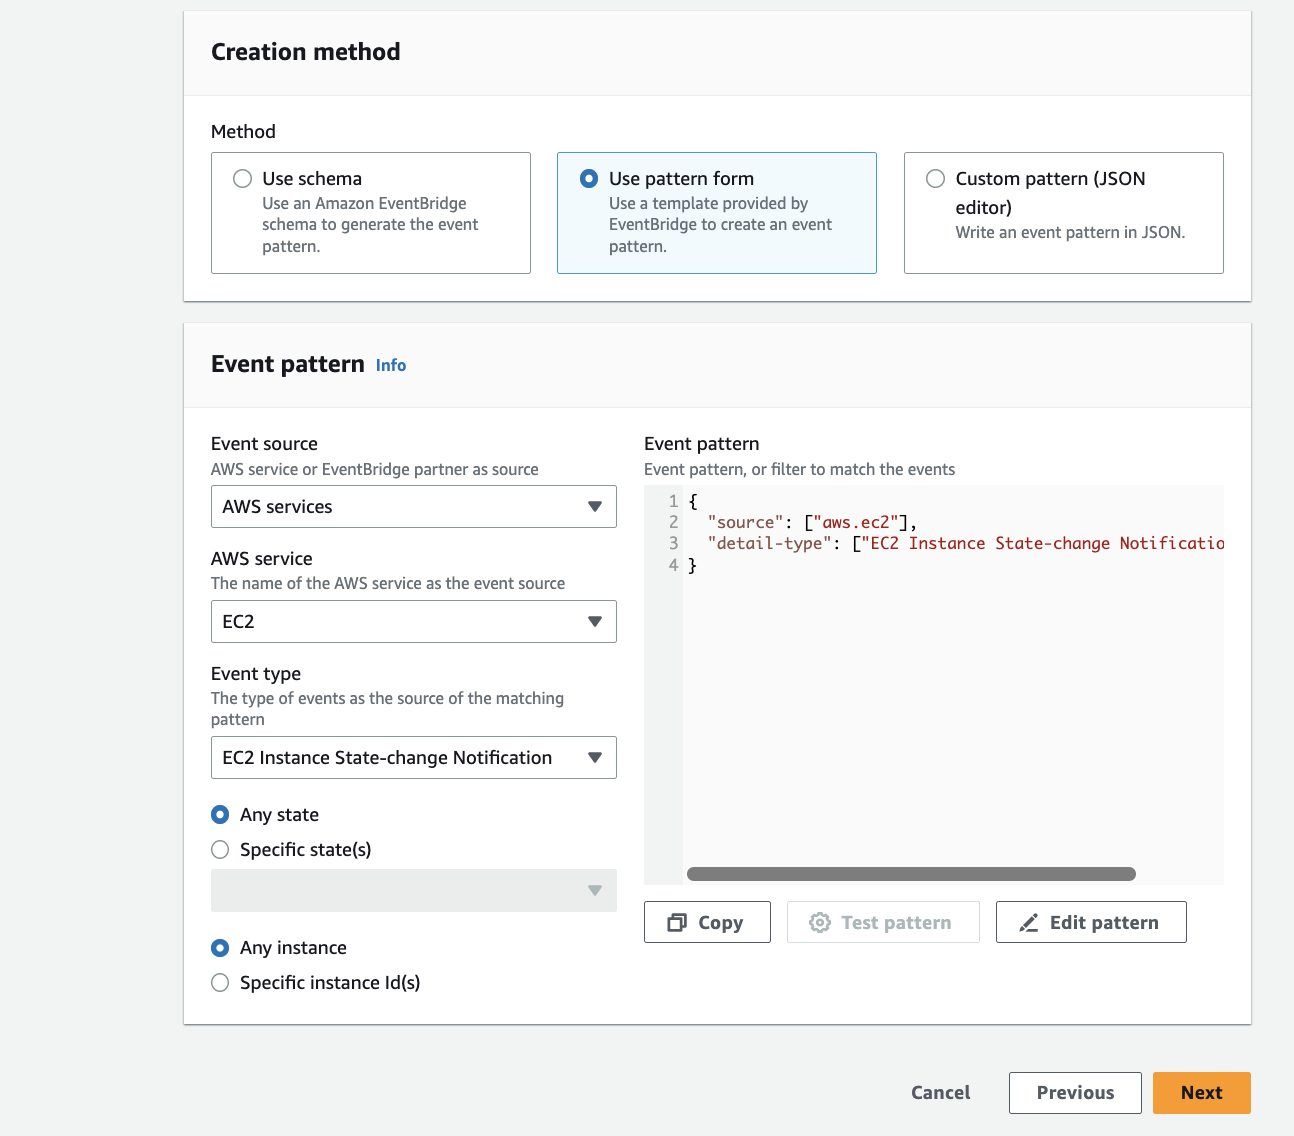 Creation method
Method
Use schema
Use an Amazon EventBridge
schema to generate the event
pattern.
Use pattern form
Use a template provided by
EventBridge to create an event
pattern.
Custom pattern (JSON
editor)
Write an event pattern in JSON.
Event pattern Info
Event source
AWS service or EventBridge partner as source
AWS services
AWS service
The name of the AWS service as the event source
EC2
Event type
The type of events as the source of the matching
pattern
EC2 Instance State-change Notification
Any state
Specific state(s)
Any instance
Specific instance Id(s)
Event pattern
Event pattern, or filter to match the events
1 {
2   "source": ["aws.ec2"],
3   "detail-type": ["EC2 Instance State-change Notificatio
4 }
Copy
Test pattern
Edit pattern
Cancel
Previous
Next